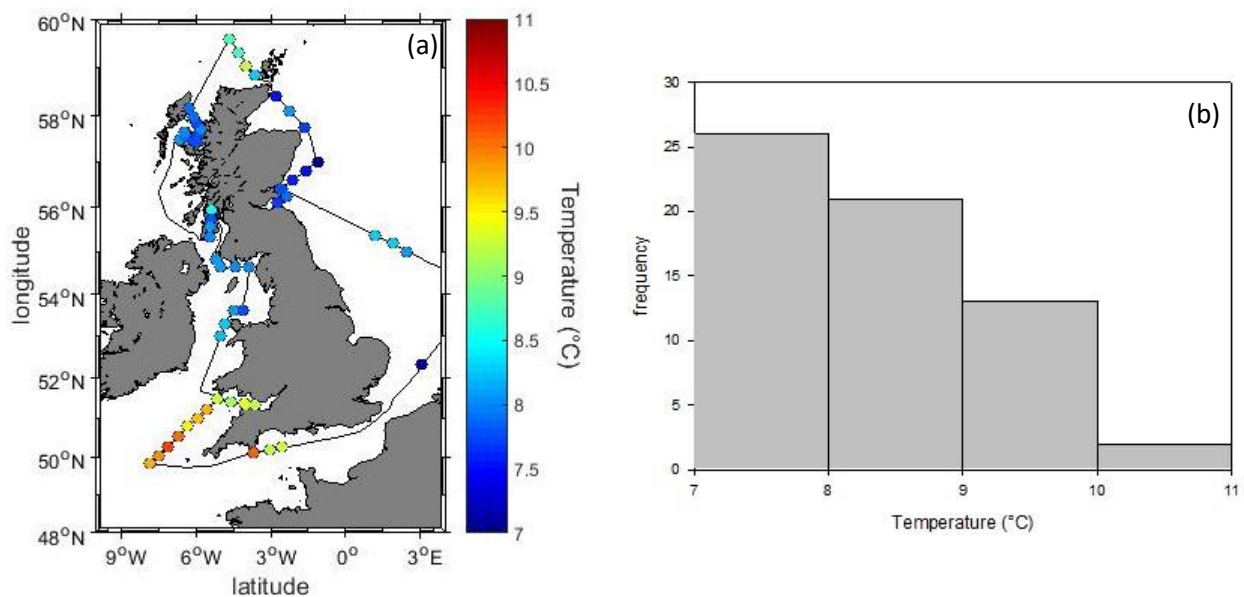 (a)
60°N
58°N
56°N
54°N
52°N
50°N
48°N
longitude
9°W 6°W 3°W 0° 3°E
latitude
11
10.5
10
9.5
9
8.5
8
7.5
7
Temperature (°C)
(b)
30
25
20
15
10
5
0
frequency
7 8 9 10 11
Temperature (°C)